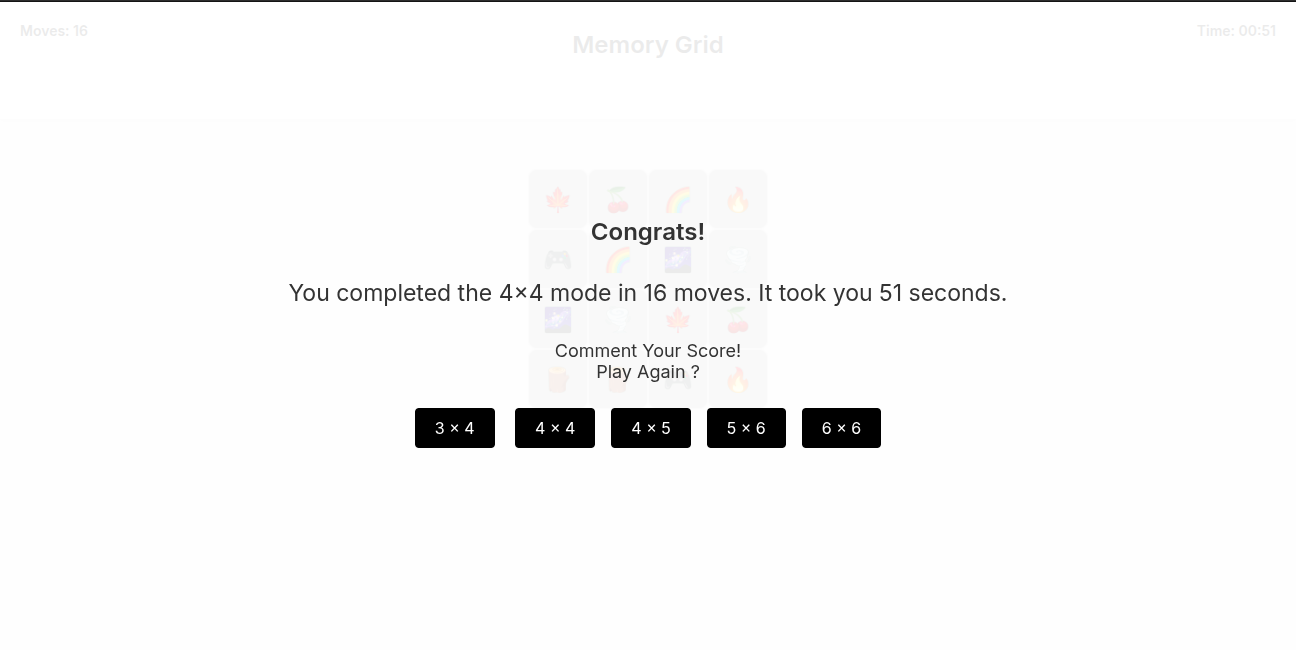 Moves: 16
Memory Grid
Time: 00:51
Congrats!
You completed the 4×4 mode in 16 moves. It took you 51 seconds.
Comment Your Score!
Play Again ?
3 × 4
4 × 4
4 × 5
5 × 6
6 × 6